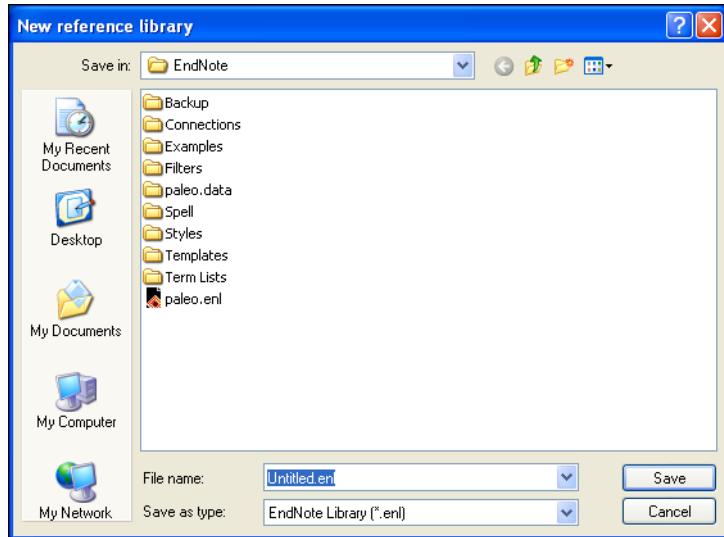 New reference library
Save in: EndNote
My Recent
Documents
Desktop
My Documents
My Computer
My Network
Backup
Connections
Examples
Filters
paleo.data
Spell
Styles
Templates
Term Lists
paleo.enl
File name: Untitled.enl Save
Save as type: EndNote Library (*.enl) Cancel